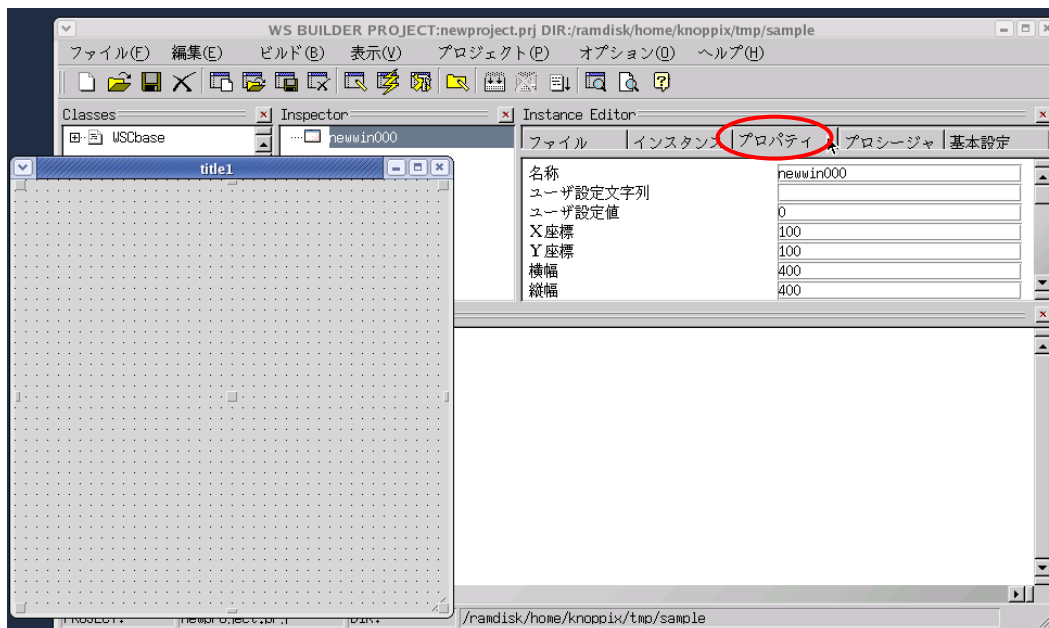 WS BUILDER PROJECT:newproject.prj DIR:/ramdisk/home/knoppix/tmp/sample
ファイル(F) 編集(E) ビルド(B) 表示(V) プロジェクト(P) オプション(O) ヘルプ(H)
Classes Inspector Instance Editor
WSCbase newwin000 ファイル インスタンス プロパティ プロシージャ 基本設定
title1
名称 newwin000
ユーザ設定文字列
ユーザ設定値 0
X座標 100
Y座標 100
横幅 400
縦幅 400
PROJECT: newproject.prj DIR: /ramdisk/home/knoppix/tmp/sample